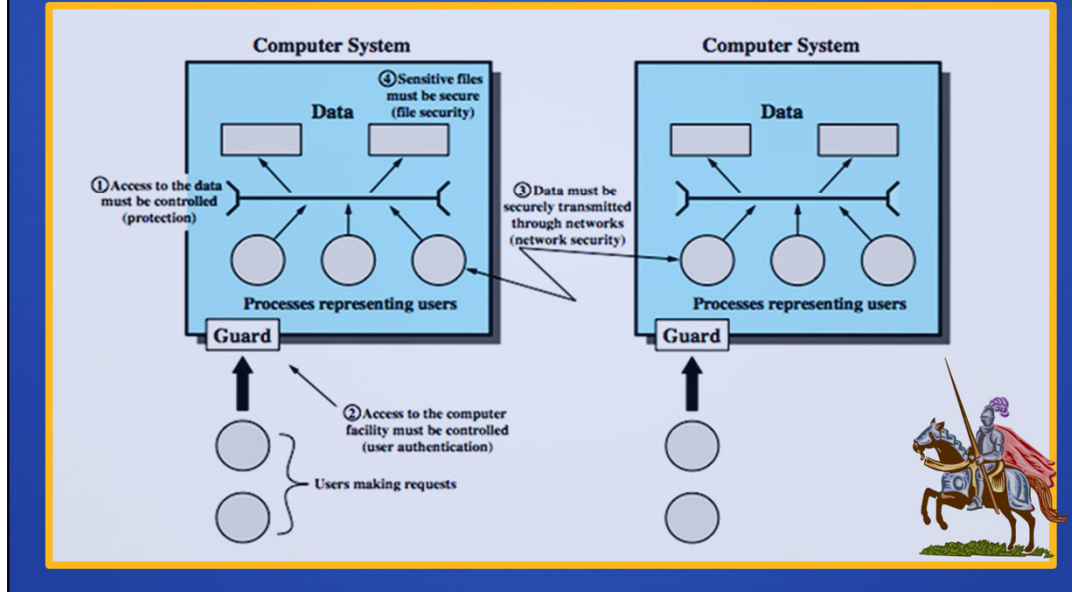 Computer System
④Sensitive files
must be secure
(file security)
Data
①Access to the data
must be controlled
(protection)
Processes representing users
Guard
②Access to the computer
facility must be controlled
(user authentication)
Users making requests
③Data must be
securely transmitted
through networks
(network security)
Computer System
Data
Processes representing users
Guard